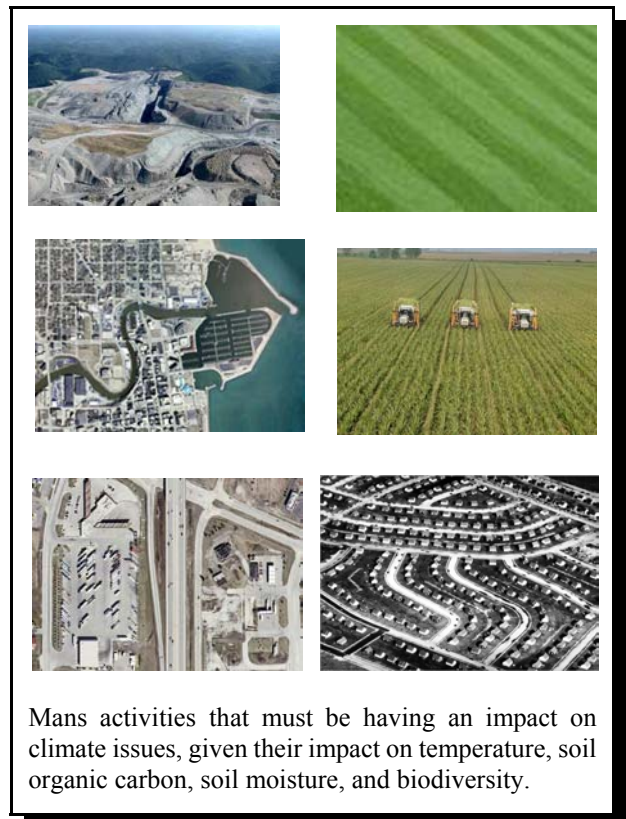 Mans activities that must be having an impact on
climate issues, given their impact on temperature, soil
organic carbon, soil moisture, and biodiversity.